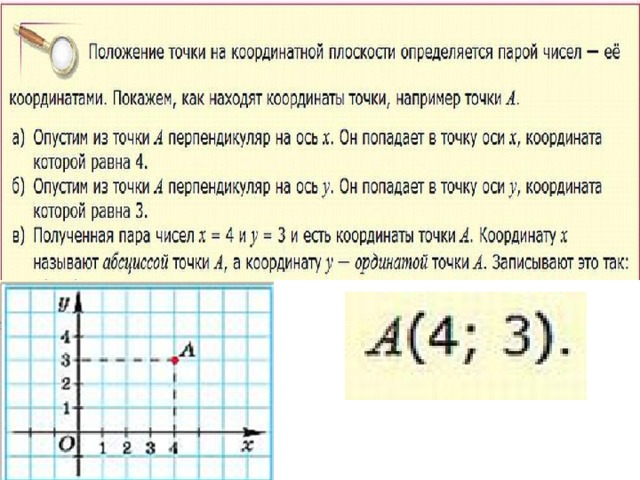 Положение точки на координатной плоскости определяется парой чисел — её
координатами. Покажем, как находят координаты точки, например точки A.
а) Опустим из точки A перпендикуляр на ось x. Он попадает в точку оси x, координата
которой равна 4.
б) Опустим из точки A перпендикуляр на ось y. Он попадает в точку оси y, координата
которой равна 3.
в) Полученная пара чисел x = 4 и y = 3 и есть координаты точки A. Координату x
называют абсциссой точки A, а координату y — ординатой точки A. Записывают это так:
y
4
3
2
1
A
O 1 2 3 4 x
A(4; 3).